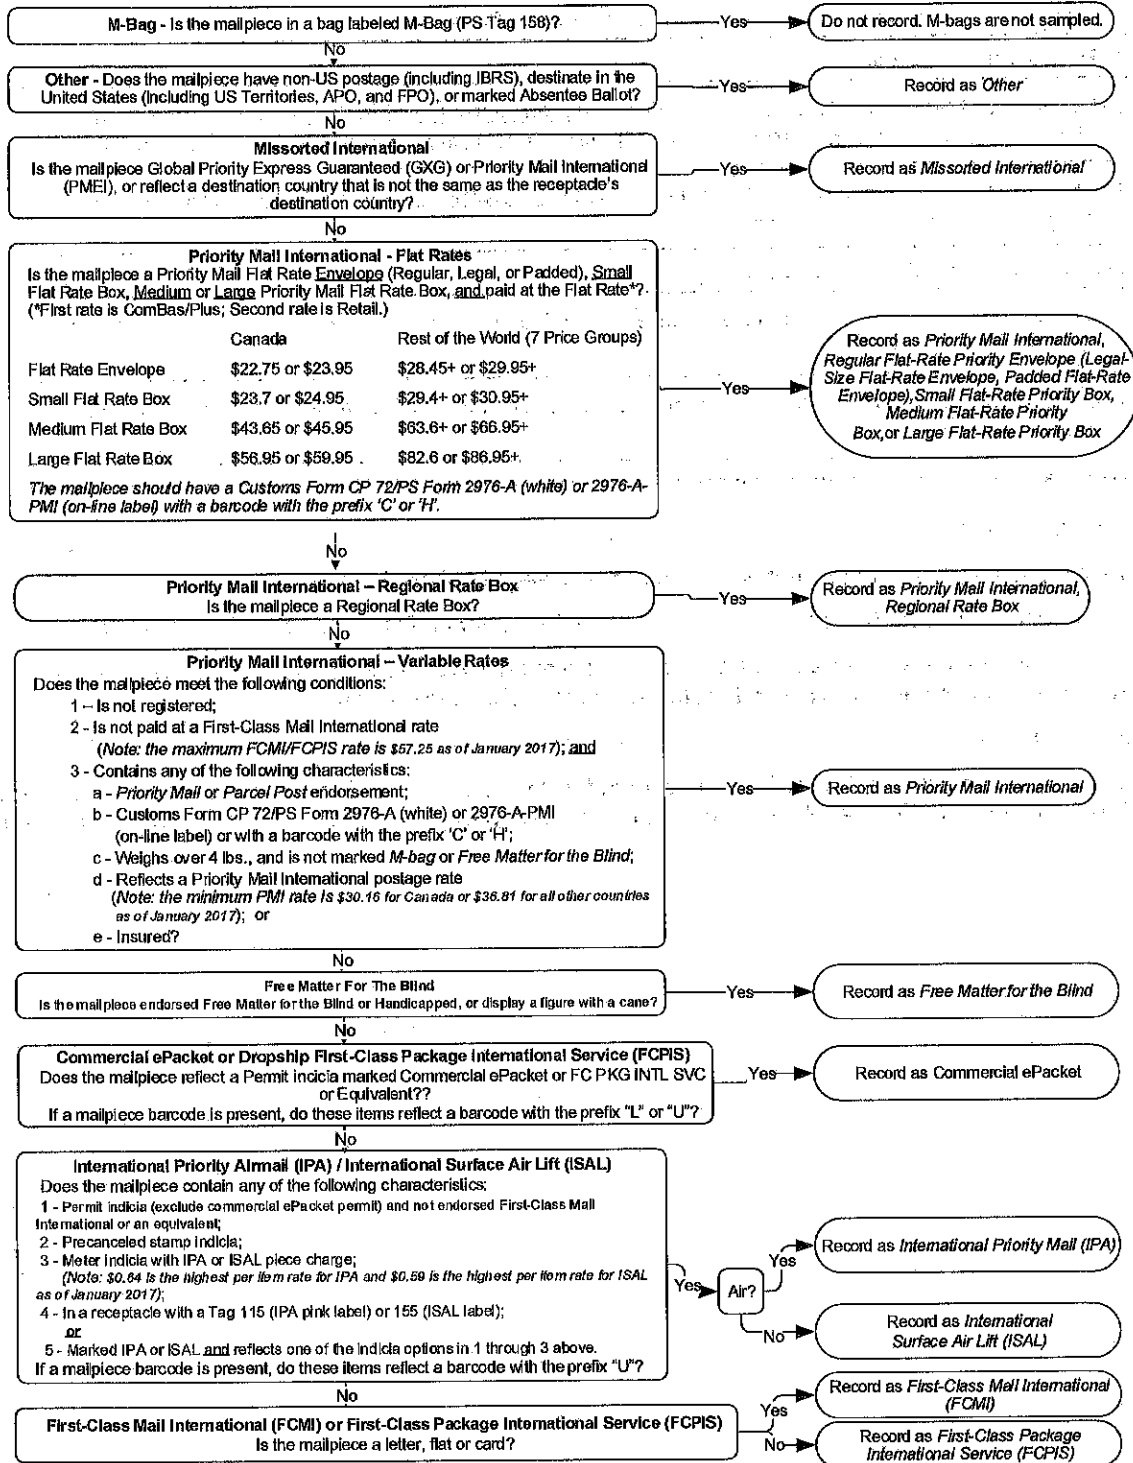 M-Bag - Is the mailpiece in a bag labeled M-Bag (PS Tag 158)?
Yes
Do not record. M-bags are not sampled.
No
Other - Does the mailpiece have non-US postage (including IBRS), destinate in the
United States (including US Territories, APO, and FPO), or marked Absentee Ballot?
Yes
Record as Other
No
Missorted International
Is the mailpiece Global Priority Express Guaranteed (GXG) or Priority Mail International
(PMEI), or reflect a destination country that is not the same as the receptacle's
destination country?
Yes
Record as Missorted International
No
Priority Mail International - Flat Rates
Is the mailpiece a Priority Mail Flat Rate Envelope (Regular, Legal, or Padded), Small
Flat Rate Box, Medium or Large Priority Mail Flat Rate Box, and paid at the Flat Rate*?
(*First rate is ComBas/Plus; Second rate is Retail.)
Canada Rest of the World (7 Price Groups)
Flat Rate Envelope $22.75 or $23.95 $28.45+ or $29.95+
Small Flat Rate Box $23.7 or $24.95 $29.4+ or $30.95+
Medium Flat Rate Box $43.65 or $45.95 $63.6+ or $66.95+
Large Flat Rate Box $56.95 or $59.95 $82.6 or $86.95+
The mailpiece should have a Customs Form CP 72/PS Form 2976-A (white) or 2976-A-
PMI (on-line label) with a barcode with the prefix 'C' or 'H'.
Yes
Record as Priority Mail International,
Regular Flat-Rate Priority Envelope (Legal-
Size Flat-Rate Envelope, Padded Flat-Rate
Envelope), Small Flat-Rate Priority Box,
Medium Flat-Rate Priority
Box, or Large Flat-Rate Priority Box
No
Priority Mail International – Regional Rate Box
Is the mailpiece a Regional Rate Box?
Yes
Record as Priority Mail International,
Regional Rate Box
No
Priority Mail International – Variable Rates
Does the mailpiece meet the following conditions:
1 – Is not registered;
2 - Is not paid at a First-Class Mail International rate
(Note: the maximum FCMI/FCPIS rate is $57.25 as of January 2017); and
3 - Contains any of the following characteristics:
a - Priority Mail or Parcel Post endorsement;
b - Customs Form CP 72/PS Form 2976-A (white) or 2976-A-PMI
(on-line label) or with a barcode with the prefix 'C' or 'H';
c - Weighs over 4 lbs., and is not marked M-bag or Free Matter for the Blind;
d - Reflects a Priority Mail International postage rate
(Note: the minimum PMI rate is $30.16 for Canada or $36.81 for all other countries
as of January 2017); or
e - Insured?
Yes
Record as Priority Mail International
No
Free Matter For The Blind
Is the mailpiece endorsed Free Matter for the Blind or Handicapped, or display a figure with a cane?
Yes
Record as Free Matter for the Blind
No
Commercial ePacket or Dropship First-Class Package International Service (FCPIS)
Does the mailpiece reflect a Permit indicia marked Commercial ePacket or FC PKG INTL SVC
or Equivalent??
If a mailpiece barcode is present, do these items reflect a barcode with the prefix "L" or "U"?
Yes
Record as Commercial ePacket
No
International Priority Airmail (IPA) / International Surface Air Lift (ISAL)
Does the mailpiece contain any of the following characteristics:
1 - Permit indicia (exclude commercial ePacket permit) and not endorsed First-Class Mail
International or an equivalent;
2 - Precanceled stamp indicia;
3 - Meter indicia with IPA or ISAL piece charge;
(Note: $0.64 is the highest per item rate for IPA and $0.59 is the highest per item rate for ISAL
as of January 2017);
4 - In a receptacle with a Tag 115 (IPA pink label) or 155 (ISAL label);
or
5 - Marked IPA or ISAL and reflects one of the indicia options in 1 through 3 above.
If a mailpiece barcode is present, do these items reflect a barcode with the prefix "U"?
Yes
Air?
Yes
Record as International Priority Mail (IPA)
No
Record as International
Surface Air Lift (ISAL)
No
First-Class Mail International (FCMI) or First-Class Package International Service (FCPIS)
Is the mailpiece a letter, flat or card?
Yes
Record as First-Class Mail International
(FCMI)
No
Record as First-Class Package
International Service (FCPIS)